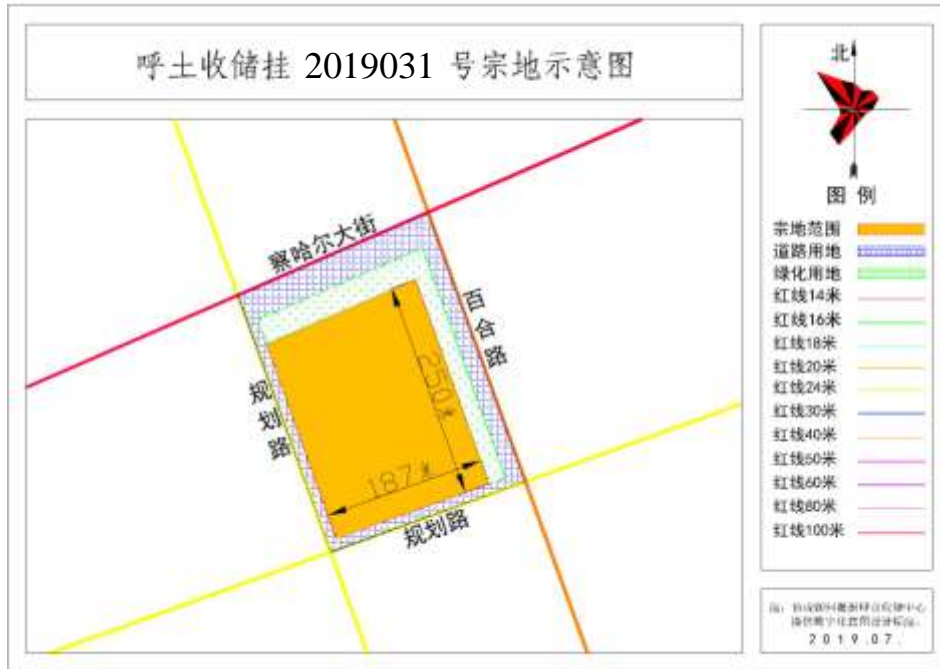 呼土收储挂 2019031 号宗地示意图
北
图 例
宗地范围
道路用地
绿化用地
红线14米
红线16米
红线18米
红线20米
红线24米
红线30米
红线40米
红线50米
红线60米
红线80米
红线100米
察哈尔大街
百合路
规划路
250米
187米
规划路
2019.07.